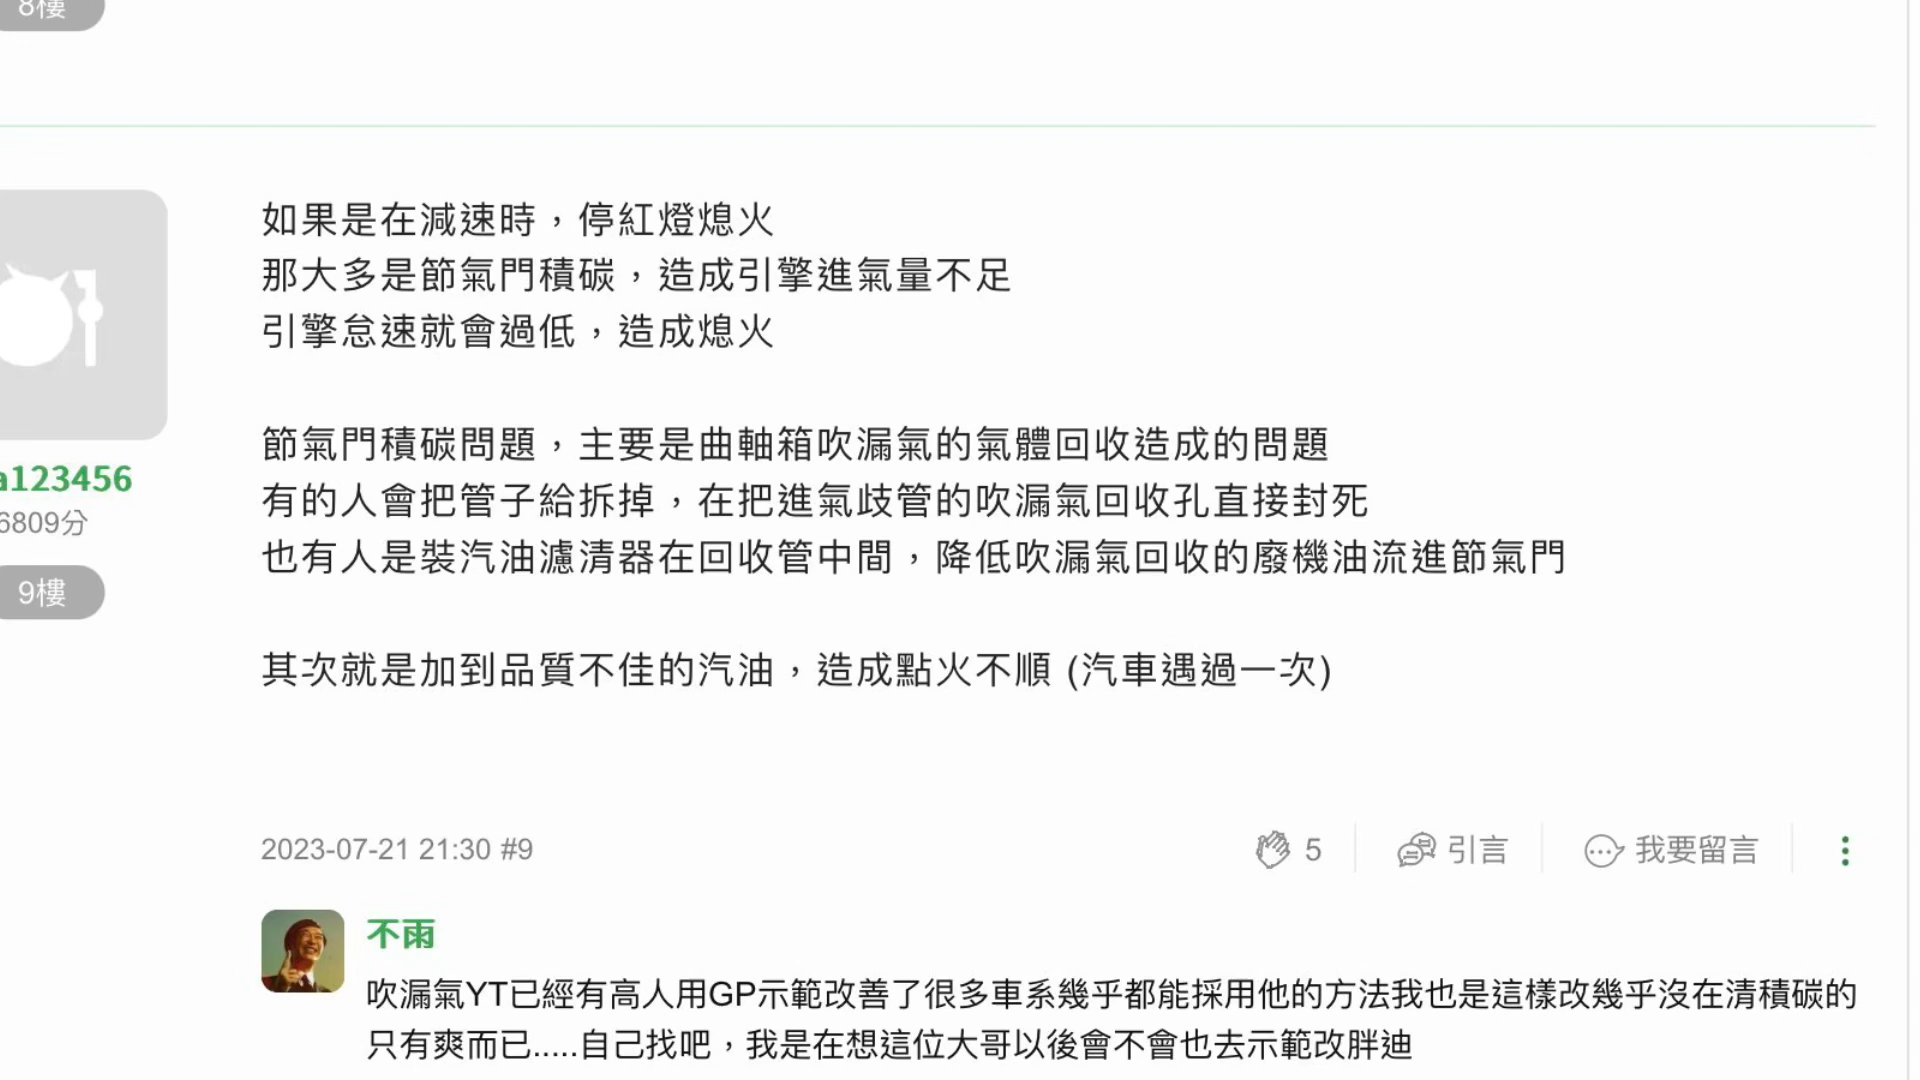 8樓
如果是在減速時，停紅燈熄火
那大多是節氣門積碳，造成引擎進氣量不足
引擎怠速就會過低，造成熄火
節氣門積碳問題，主要是曲軸箱吹漏氣的氣體回收造成的問題
有的人會把管子給拆掉，在把進氣歧管的吹漏氣回收孔直接封死
也有人是裝汽油濾清器在回收管中間，降低吹漏氣回收的廢機油流進節氣門
其次就是加到品質不佳的汽油，造成點火不順 (汽車遇過一次)
a123456
6809分
9樓
2023-07-21 21:30 #9
5
引言
我要留言
不雨
吹漏氣YT已經有高人用GP示範改善了很多車系幾乎都能採用他的方法我也是這樣改幾乎沒在清積碳的
只有爽而已.....自己找吧，我是在想這位大哥以後會不會也去示範改胖迪